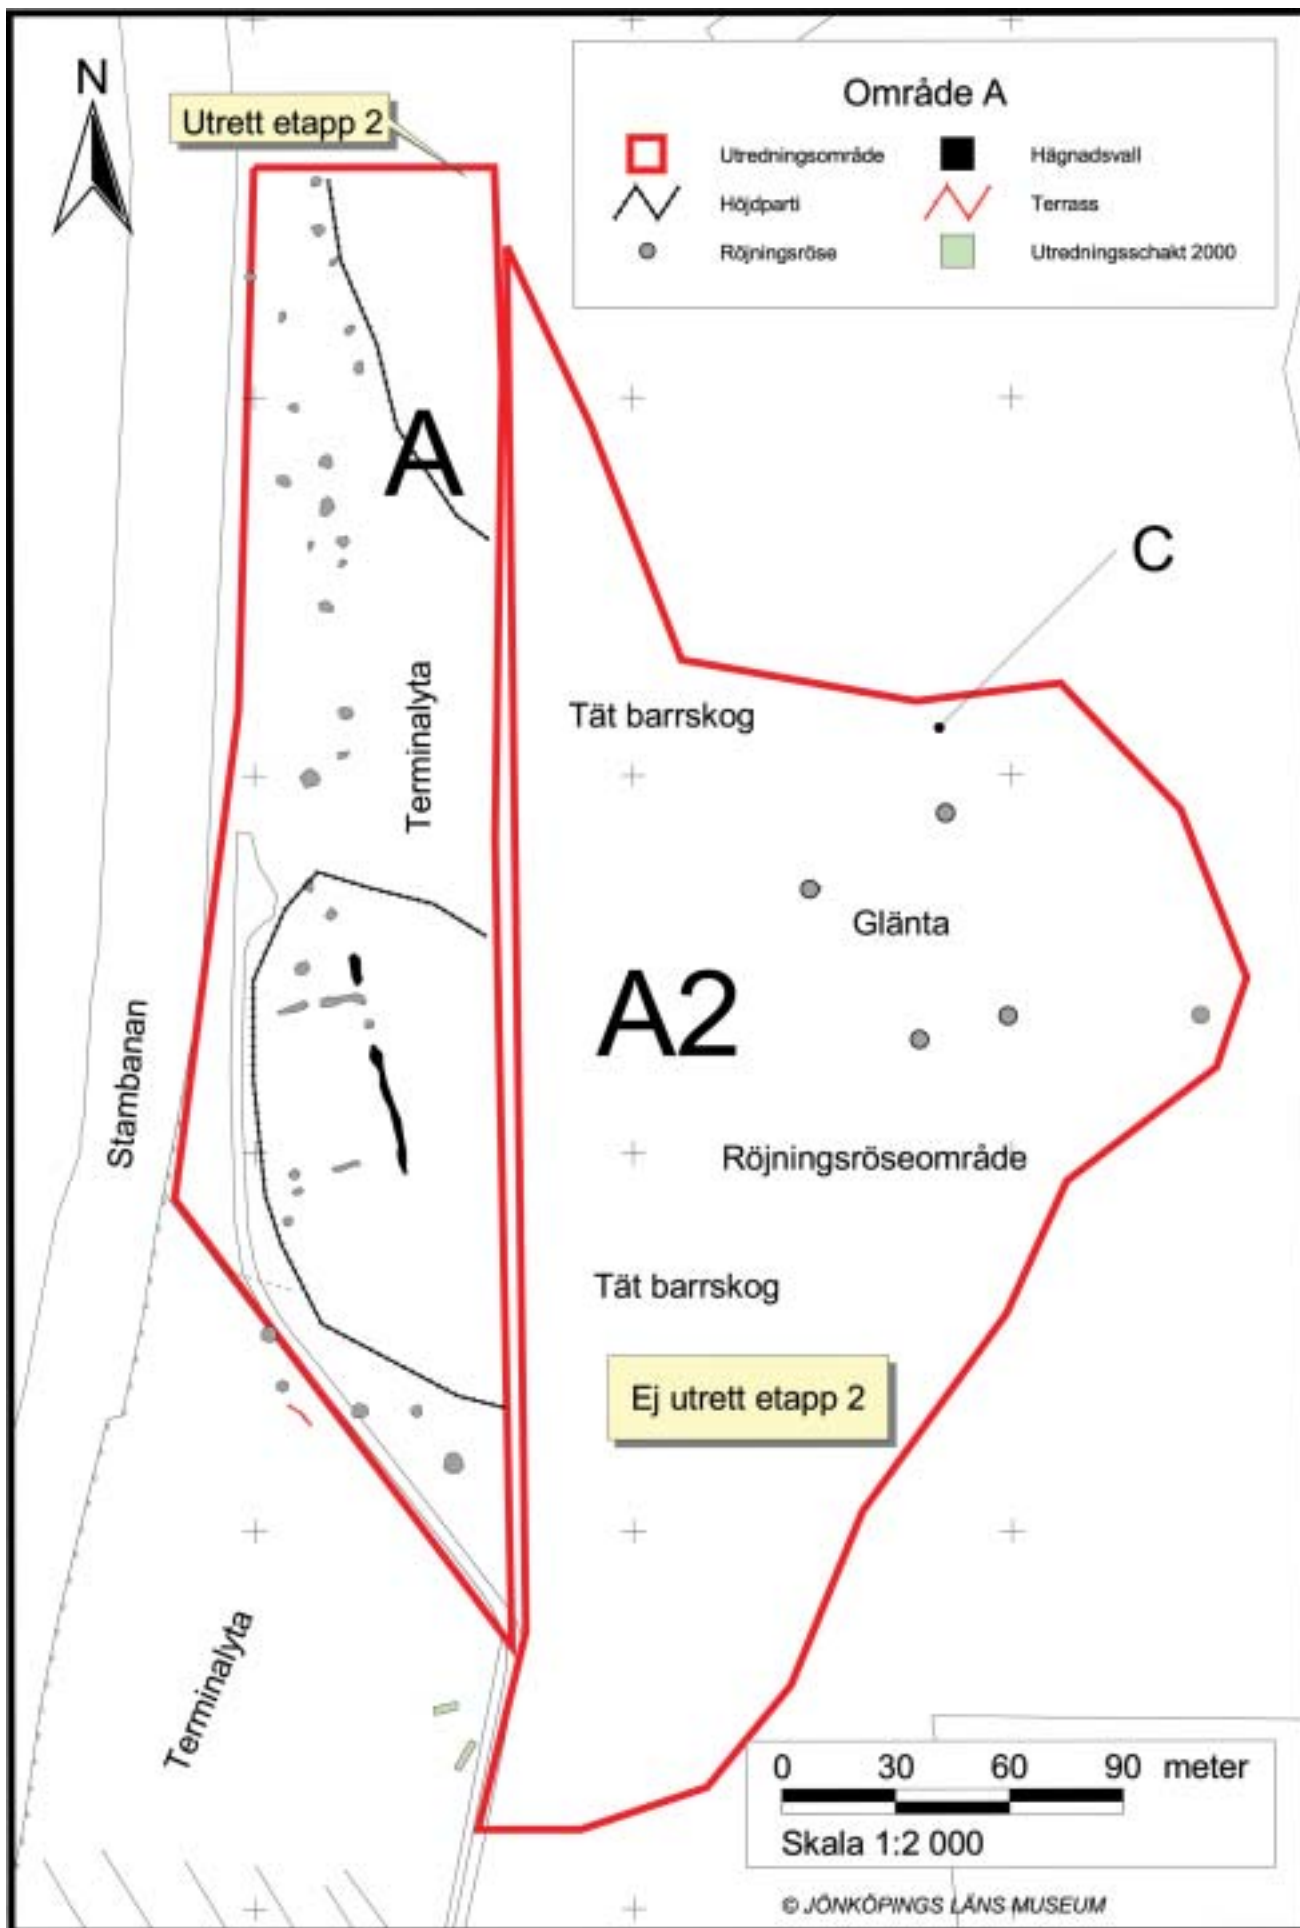 N
Utrett etapp 2
Område A
Utredningsområde
Hägnadsvall
Höjdparti
Terrass
Röjningsröse
Utredningsschakt 2000
A
C
Terminalyta
Tät barrskog
Glänta
A2
Stambanan
Röjningsröseområde
Tät barrskog
Ej utrett etapp 2
Terminalyta
0 30 60 90 meter
Skala 1:2 000
© JÖNKÖPINGS LÄNS MUSEUM